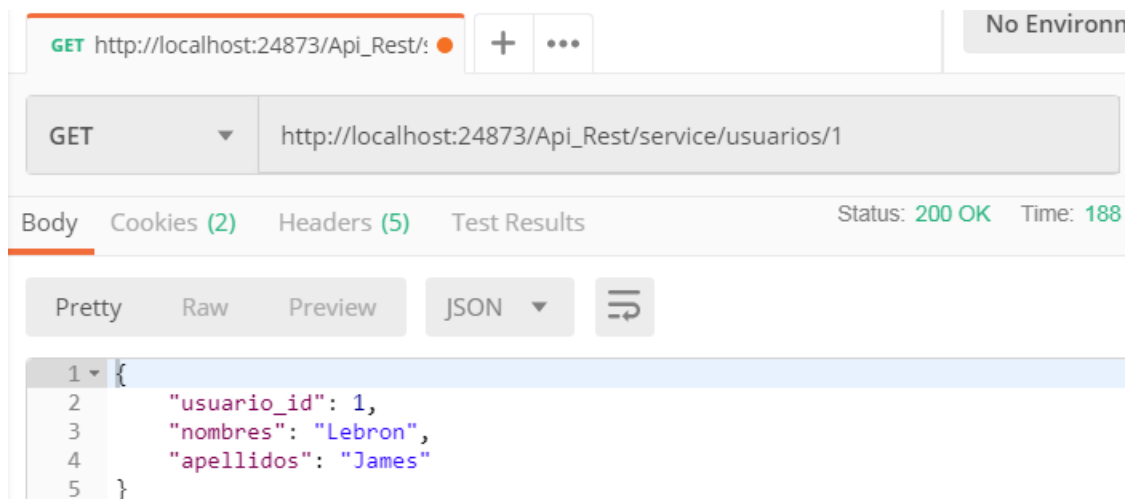 GET http://localhost:24873/Api_Rest/s
No Environn
GET http://localhost:24873/Api_Rest/service/usuarios/1
Body Cookies (2) Headers (5) Test Results Status: 200 OK Time: 188
Pretty Raw Preview JSON
1 {
2 "usuario_id": 1,
3 "nombres": "Lebron",
4 "apellidos": "James"
5 }